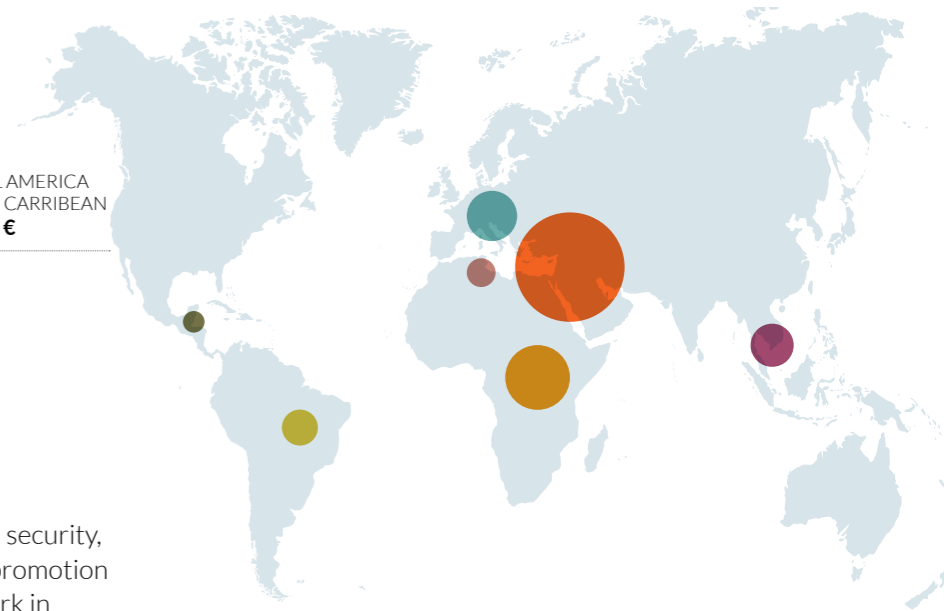 AMERICA
CARRIBEAN
€
security,
promotion
rk in